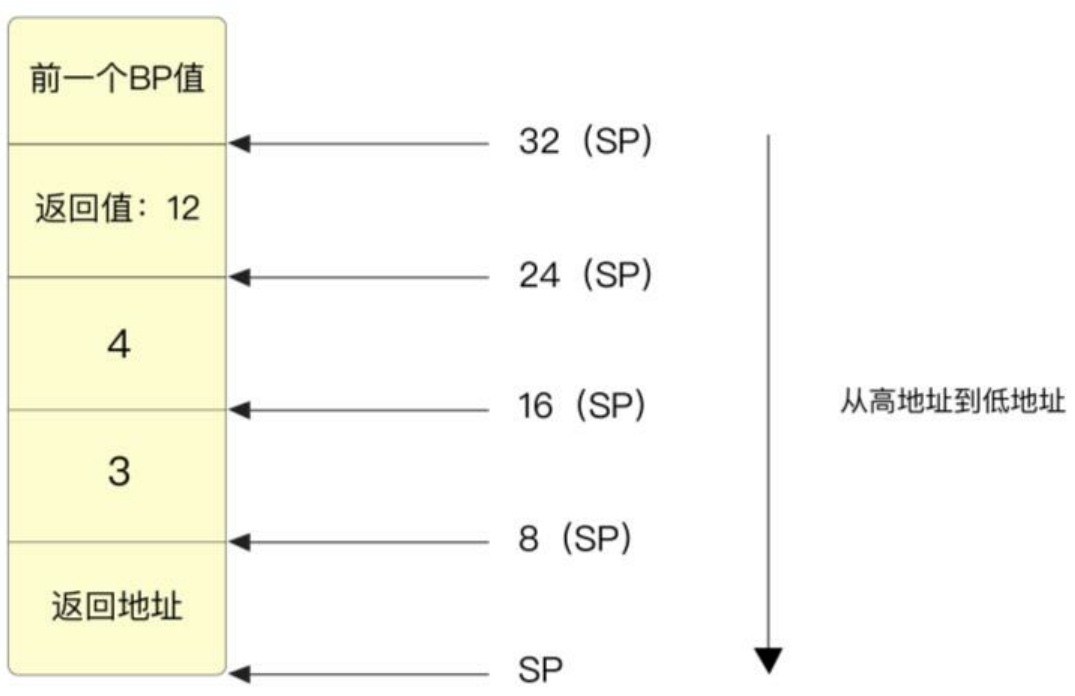 前一个BP值
32（SP）
返回值：12
24（SP）
4
16（SP）
从高地址到低地址
3
8（SP）
返回地址
SP